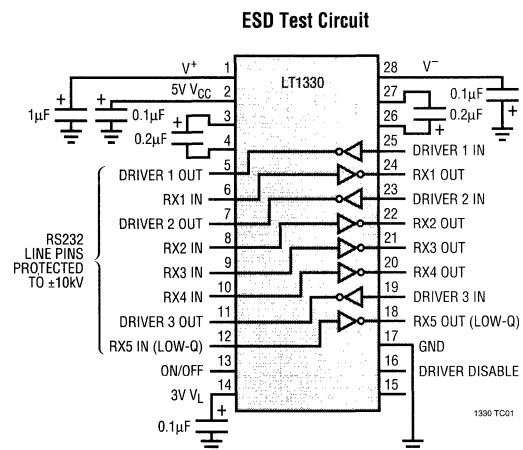 ESD Test Circuit
LT1330
V+ 1
5V VCC 2
3
4
DRIVER 1 OUT 5
RX1 IN 6
DRIVER 2 OUT 7
RX2 IN 8
RX3 IN 9
RX4 IN 10
DRIVER 3 OUT 11
RX5 IN (LOW-Q) 12
ON/OFF 13
3V VL 14
28 V–
27
26
25 DRIVER 1 IN
24 RX1 OUT
23 DRIVER 2 IN
22 RX2 OUT
21 RX3 OUT
20 RX4 OUT
19 DRIVER 3 IN
18 RX5 OUT (LOW-Q)
17 GND
16 DRIVER DISABLE
15
1µF +
+ 0.1µF
+
0.2µF
0.1µF +
0.2µF
+
RS232
LINE PINS
PROTECTED
TO ±10kV
+
0.1µF
1330 TC01